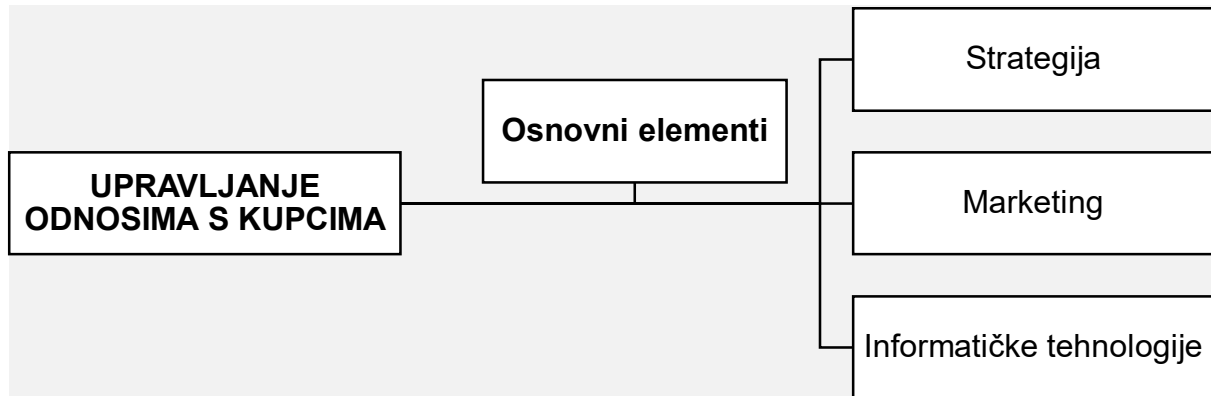 UPRAVLJANJE
ODNOSIMA S KUPCIMA
Osnovni elementi
Strategija
Marketing
Informatičke tehnologije